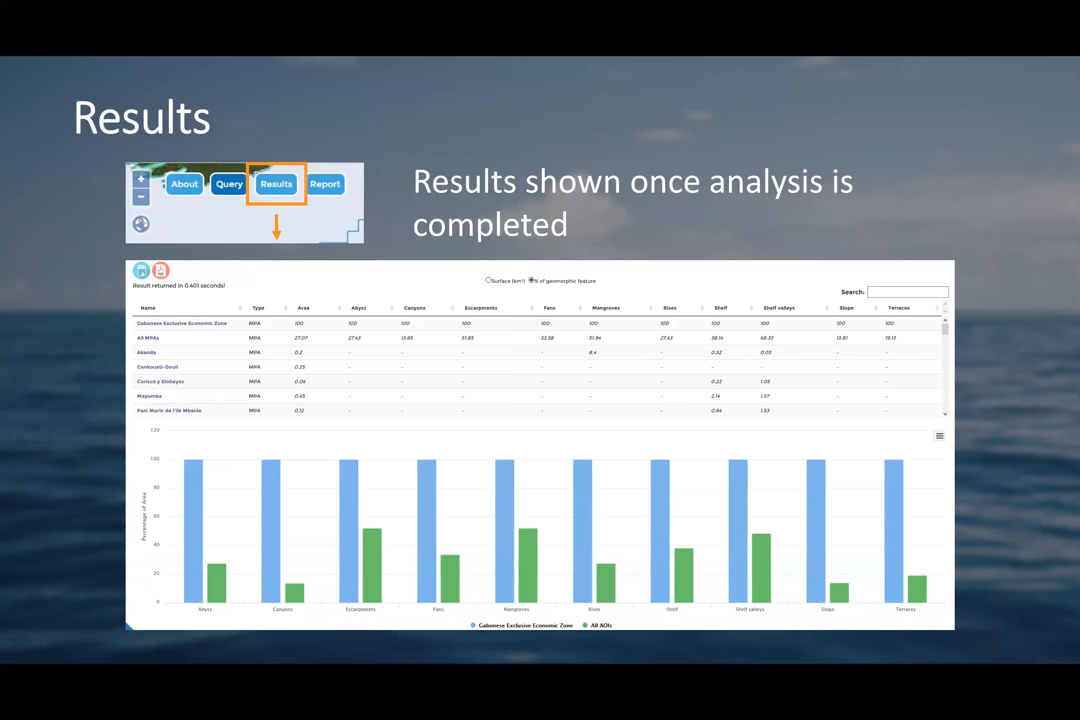 Results
+
−
About Query Results Report
Results shown once analysis is
completed
PDF
Surface (km²) % of geomorphic feature
Result returned in 0.401 seconds!
Search:
Name Type Area Abyss Canyons Escarpments Fans Mangroves Rises Shelf Shelf valleys Slope Terraces
Gabonese Exclusive Economic Zone MPA 100 100 100 100 100 100 100 100 100 100 100
All MPAs MPA 27.07 27.43 13.65 51.85 33.58 51.94 27.43 38.14 48.33 13.81 19.13
Akanda MPA 0.2 - - - - 8.4 - 0.52 0.03 - -
Conkouati-Douli MPA 0.25 - - - - - - - - - -
Corisco y Elobeyes MPA 0.04 - - - - - - 0.22 1.05 - -
Mayumba MPA 0.45 - - - - - - 2.14 1.57 - -
Parc Marin de l'Ile Mbanie MPA 0.12 - - - - - - 0.64 1.53 - -
120
100
80
60
40
20
0
Percentage of Area
Abyss Canyons Escarpments Fans Mangroves Rises Shelf Shelf valleys Slope Terraces
Gabonese Exclusive Economic Zone All AOIs